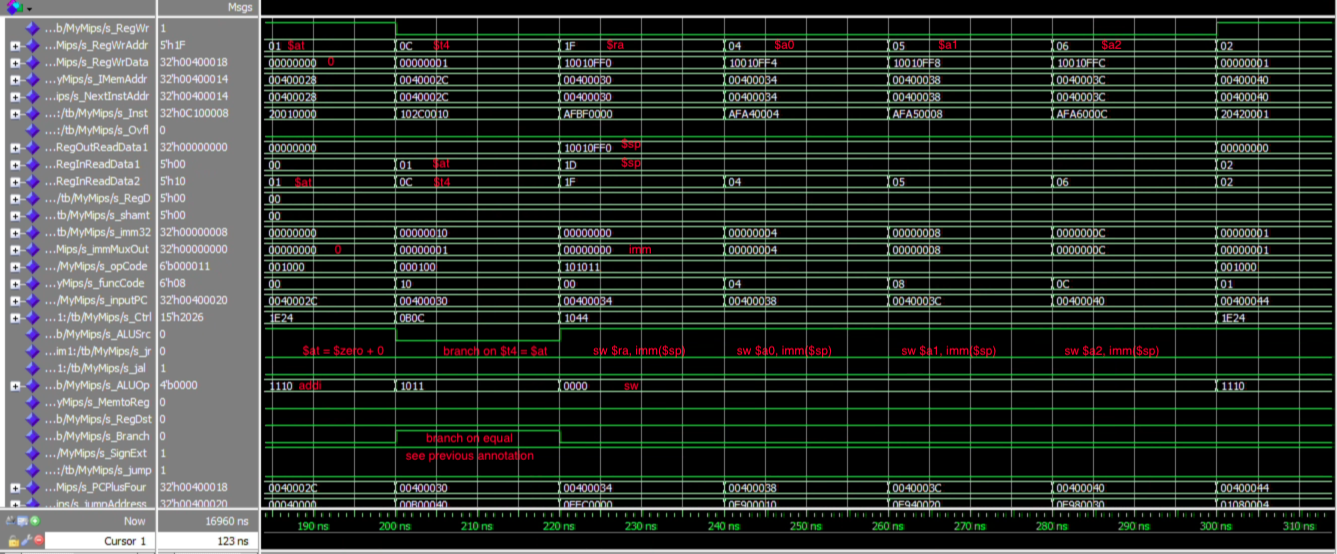 Msgs
...b/MyMips/s_RegWr 1
...Mips/s_RegWrAddr 5'h1F 01 $at 0C $t4 1F $ra 04 $a0 05 $a1 06 $a2 02
...Mips/s_RegWrData 32'h00400018 00000000 0 00000001 10010FF0 10010FF4 10010FF8 10010FFC 00000001
...yMips/s_IMemAddr 32'h00400014 00400028 0040002C 00400030 00400034 00400038 0040003C 00400040
...ips/s_NextInstAddr 32'h00400014 00400028 0040002C 00400030 00400034 00400038 0040003C 00400040
...:/tb/MyMips/s_Inst 32'h0C100008 20010000 102C0010 AFBF0000 AFA40004 AFA50008 AFA6000C 20420001
...:/tb/MyMips/s_Ovfl 0
...RegOutReadData1 32'h00000000 00000000 10010FF0 $sp 00000000
...RegInReadData1 5'h00 00 01 $at 1D $sp 02
...RegInReadData2 5'h10 01 $at 0C $t4 1F 04 05 06 02
.../tb/MyMips/s_RegD 5'h00 00
...tb/MyMips/s_shamt 5'h00 00
...tb/MyMips/s_imm32 32'h00000008 00000000 00000010 00000000 00000004 00000008 0000000C 00000001
...Mips/s_immMuxOut 32'h00000000 00000000 0 00000001 00000000 imm 00000004 00000008 0000000C 00000001
.../MyMips/s_opCode 6'b000011 001000 000100 101011 001000
...yMips/s_funcCode 6'h08 00 10 00 04 08 0C 01
.../MyMips/s_inputPC 32'h00400020 0040002C 00400030 00400034 00400038 0040003C 00400040 00400044
...1:/tb/MyMips/s_Ctrl 15'h2026 1E24 0B0C 1044 1E24
...b/MyMips/s_ALUSrc 0
...im1:/tb/MyMips/s_jr 0 $at = $zero + 0 branch on $t4 = $at sw $ra, imm($sp) sw $a0, imm($sp) sw $a1, imm($sp) sw $a2, imm($sp)
...1:/tb/MyMips/s_jal 1
...b/MyMips/s_ALUOp 4'b0000 1110 addi 1011 0000 sw 1110
...yMips/s_MemtoReg 0
...b/MyMips/s_RegDst 0
...b/MyMips/s_Branch 0 branch on equal
.../MyMips/s_SignExt 1 see previous annotation
...:/tb/MyMips/s_jump 1
...Mips/s_PCPlusFour 32'h00400018 0040002C 00400030 00400034 00400038 0040003C 00400040 00400044
...ips/s_jumpAddress 32'h00400020 00040000 00B00040 0EFC0000 0E900010 0E940020 0E980030 01080004
Now 16960 ns 190 ns 200 ns 210 ns 220 ns 230 ns 240 ns 250 ns 260 ns 270 ns 280 ns 290 ns 300 ns 310 ns
Cursor 1 123 ns